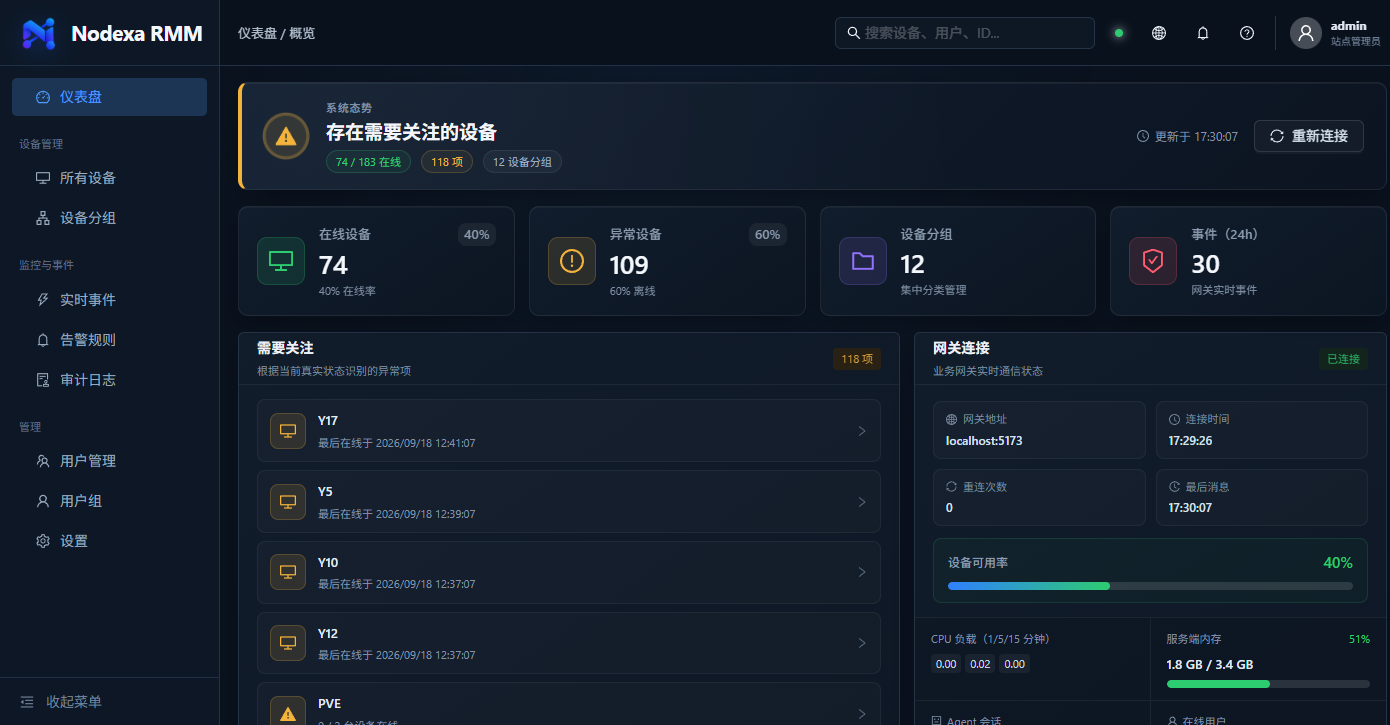 Nodexa RMM
仪表盘 / 概览
搜索设备、用户、ID...
admin
站点管理员
仪表盘
设备管理
所有设备
设备分组
监控与事件
实时事件
告警规则
审计日志
管理
用户管理
用户组
设置
收起菜单
系统态势
存在需要关注的设备
74 / 183 在线
118 项
12 设备分组
更新于 17:30:07
重新连接
在线设备
40%
74
40% 在线率
异常设备
60%
109
60% 离线
设备分组
12
集中分类管理
事件（24h）
30
网关实时事件
需要关注
根据当前真实状态识别的异常项
118 项
Y17
最后在线于 2026/09/18 12:41:07
Y5
最后在线于 2026/09/18 12:39:07
Y10
最后在线于 2026/09/18 12:37:07
Y12
最后在线于 2026/09/18 12:37:07
PVE
网关连接
业务网关实时通信状态
已连接
网关地址
localhost:5173
连接时间
17:29:26
重连次数
0
最后消息
17:30:07
设备可用率
40%
CPU 负载（1/5/15 分钟）
0.00 0.02 0.00
服务端内存
51%
1.8 GB / 3.4 GB
Agent 会话
在线用户